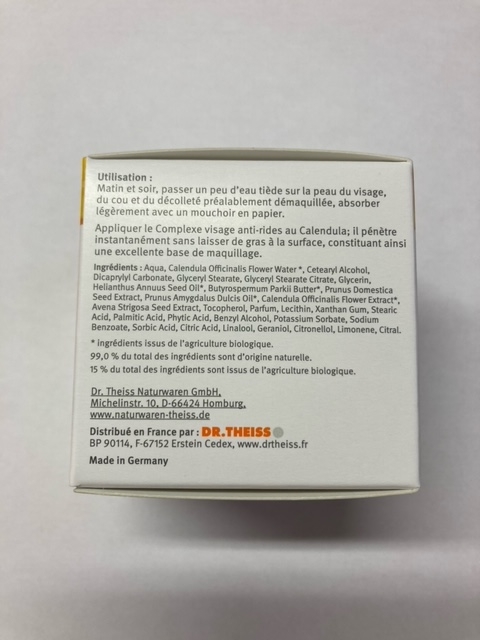 Utilisation :
Matin et soir, passer un peu d'eau tiède sur la peau du visage,
du cou et du décolleté préalablement démaquillée, absorber
légèrement avec un mouchoir en papier.
Appliquer le Complexe visage anti-rides au Calendula; il pénètre
instantanément sans laisser de gras à la surface, constituant ainsi
une excellente base de maquillage.
Ingrédients : Aqua, Calendula Officinalis Flower Water *, Cetearyl Alcohol,
Dicaprylyl Carbonate, Glyceryl Stearate, Glyceryl Stearate Citrate, Glycerin,
Helianthus Annuus Seed Oil*, Butyrospermum Parkii Butter*, Prunus Domestica
Seed Extract, Prunus Amygdalus Dulcis Oil*, Calendula Officinalis Flower Extract*,
Avena Strigosa Seed Extract, Tocopherol, Parfum, Lecithin, Xanthan Gum, Stearic
Acid, Palmitic Acid, Phytic Acid, Benzyl Alcohol, Potassium Sorbate, Sodium
Benzoate, Sorbic Acid, Citric Acid, Linalool, Geraniol, Citronellol, Limonene, Citral.
* ingrédients issus de l'agriculture biologique.
99,0 % du total des ingrédients sont d'origine naturelle.
15 % du total des ingrédients sont issus de l'agriculture biologique.
Dr. Theiss Naturwaren GmbH,
Michelinstr. 10, D-66424 Homburg,
www.naturwaren-theiss.de
Distribué en France par : DR.THEISS
BP 90114, F-67152 Erstein Cedex, www.drtheiss.fr
Made in Germany